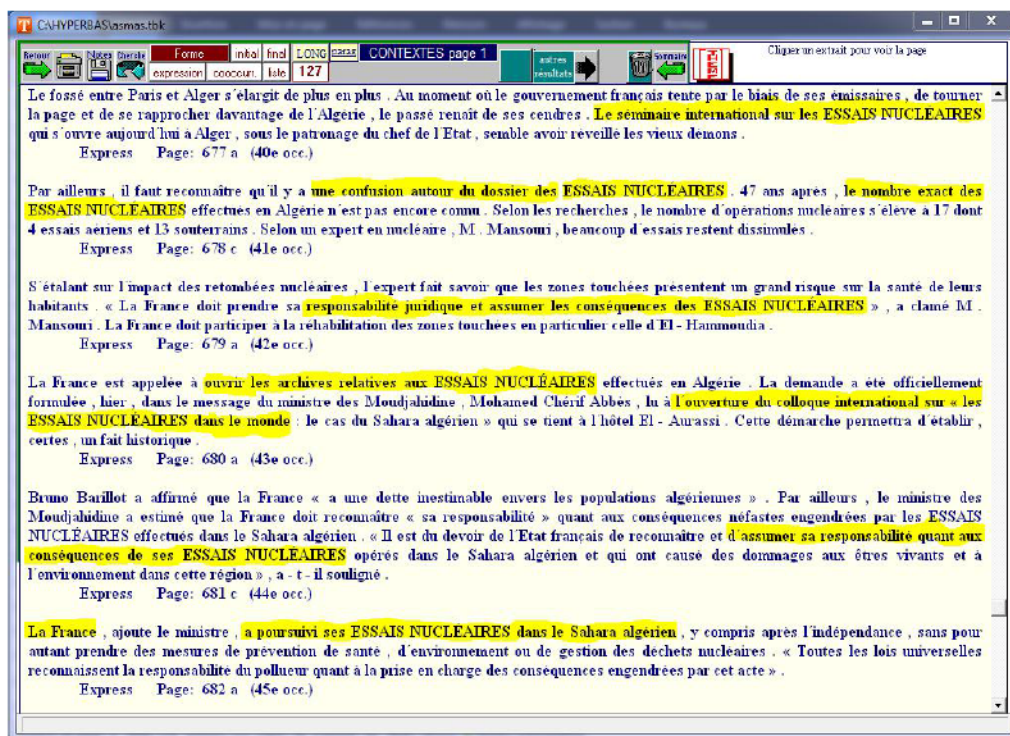 C:\HYPERBAS\asmas.tbk
Retour Notes Cherche Forme initial final LONG paras CONTEXTES page 1 autres résultats Sommaire Cliquer un extrait pour voir la page
expression cooccurr. liste 127
Le fossé entre Paris et Alger s'élargit de plus en plus . Au moment où le gouvernement français tente par le biais de ses émissaires , de tourner
la page et de se rapprocher davantage de l'Algérie , le passé renaît de ses cendres . Le séminaire international sur les ESSAIS NUCLÉAIRES
qui s'ouvre aujourd'hui à Alger , sous le patronage du chef de l'Etat , semble avoir réveillé les vieux démons .
Express Page: 677 a (40e occ.)
Par ailleurs , il faut reconnaître qu'il y a une confusion autour du dossier des ESSAIS NUCLÉAIRES . 47 ans après , le nombre exact des
ESSAIS NUCLÉAIRES effectués en Algérie n'est pas encore connu . Selon les recherches , le nombre d'opérations nucléaires s'élève à 17 dont
4 essais aériens et 13 souterrains . Selon un expert en nucléaire , M . Mansouri , beaucoup d'essais restent dissimulés .
Express Page: 678 c (41e occ.)
S'étalant sur l'impact des retombées nucléaires , l'expert fait savoir que les zones touchées présentent un grand risque sur la santé de leurs
habitants . « La France doit prendre sa responsabilité juridique et assumer les conséquences des ESSAIS NUCLÉAIRES » , a clamé M .
Mansouri . La France doit participer à la réhabilitation des zones touchées en particulier celle d'El - Hammoudia .
Express Page: 679 a (42e occ.)
La France est appelée à ouvrir les archives relatives aux ESSAIS NUCLÉAIRES effectués en Algérie . La demande a été officiellement
formulée , hier , dans le message du ministre des Moudjahidine , Mohamed Chérif Abbès , lu à l'ouverture du colloque international sur « les
ESSAIS NUCLÉAIRES dans le monde : le cas du Sahara algérien » qui se tient à l'hôtel El - Aurassi . Cette démarche permettra d'établir ,
certes , un fait historique .
Express Page: 680 a (43e occ.)
Bruno Barillot a affirmé que la France « a une dette inestimable envers les populations algériennes » . Par ailleurs , le ministre des
Moudjahidine a estimé que la France doit reconnaître « sa responsabilité » quant aux conséquences néfastes engendrées par les ESSAIS
NUCLÉAIRES effectués dans le Sahara algérien . « Il est du devoir de l'Etat français de reconnaître et d'assumer sa responsabilité quant aux
conséquences de ses ESSAIS NUCLÉAIRES opérés dans le Sahara algérien et qui ont causé des dommages aux êtres vivants et à
l'environnement dans cette région » , a - t - il souligné .
Express Page: 681 c (44e occ.)
La France , ajoute le ministre , a poursuivi ses ESSAIS NUCLÉAIRES dans le Sahara algérien , y compris après l'indépendance , sans pour
autant prendre des mesures de prévention de santé , d'environnement ou de gestion des déchets nucléaires . « Toutes les lois universelles
reconnaissent la responsabilité du pollueur quant à la prise en charge des conséquences engendrées par cet acte » .
Express Page: 682 a (45e occ.)